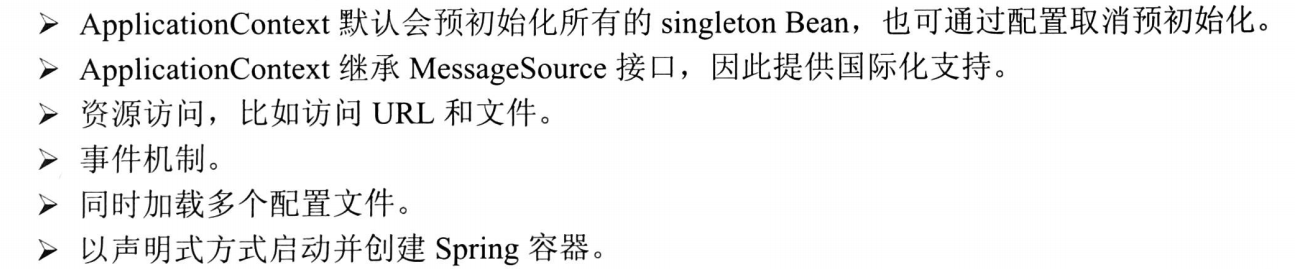 ➢ ApplicationContext 默认会预初始化所有的 singleton Bean，也可通过配置取消预初始化。
➢ ApplicationContext 继承 MessageSource 接口，因此提供国际化支持。
➢ 资源访问，比如访问 URL 和文件。
➢ 事件机制。
➢ 同时加载多个配置文件。
➢ 以声明式方式启动并创建 Spring 容器。